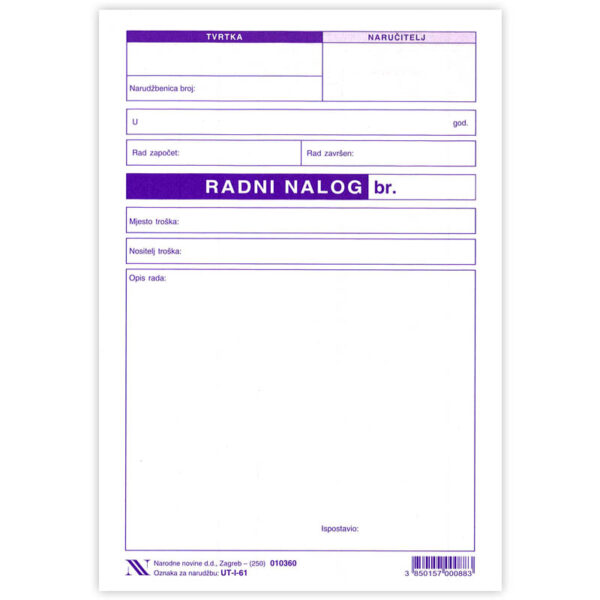 TVRTKA
NARUČITELJ
Narudžbenica broj:
U god.
Rad započet: Rad završen:
RADNI NALOG br.
Mjesto troška:
Nositelj troška:
Opis rada:
Ispostavio:
Narodne novine d.d., Zagreb – (250) 010360
Oznaka za narudžbu: UT-I-61
3 850157 000883